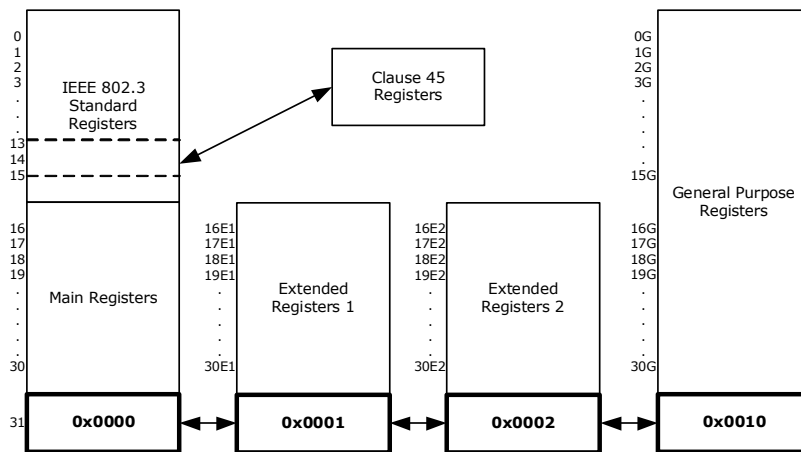 0
1
2
3
.
.
.
13
14
15
IEEE 802.3
Standard
Registers
Clause 45
Registers
0G
1G
2G
3G
.
.
.
.
.
15G
16G
17G
18G
19G
.
.
.
.
.
30G
General Purpose
Registers
16
17
18
19
.
.
.
.
.
30
Main Registers
16E1
17E1
18E1
19E1
.
.
.
.
.
30E1
Extended
Registers 1
16E2
17E2
18E2
19E2
.
.
.
.
.
30E2
Extended
Registers 2
31
0x0000
0x0001
0x0002
0x0010